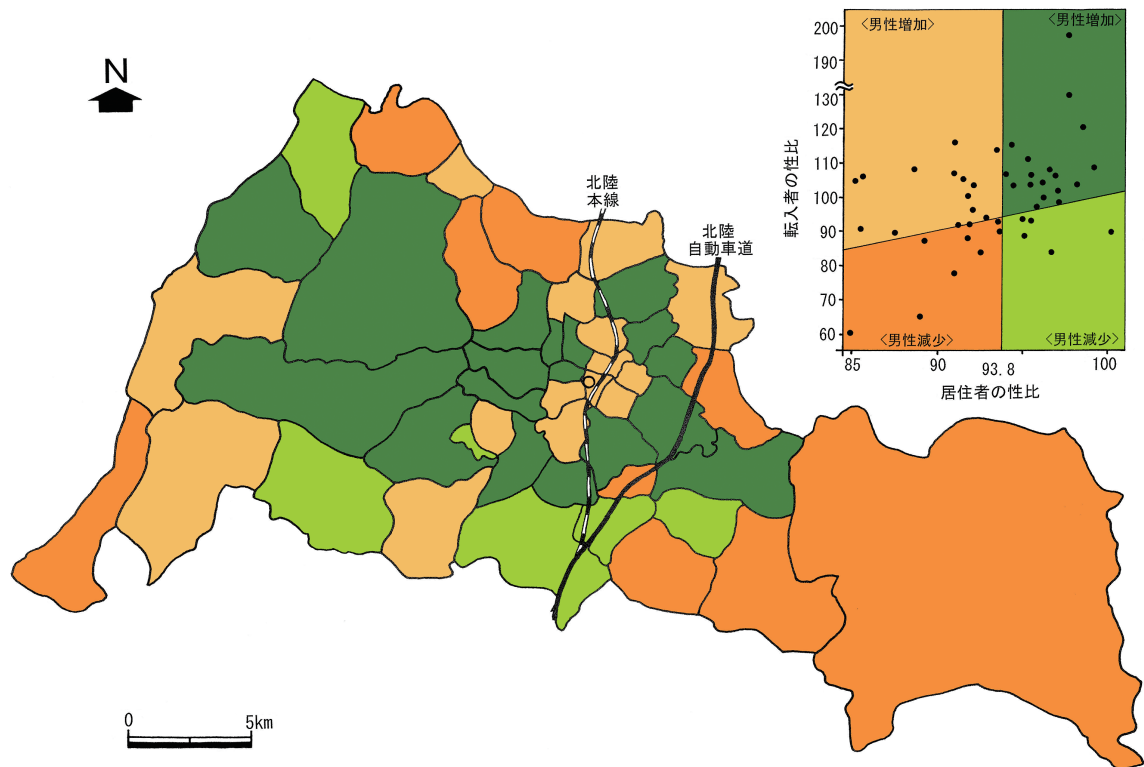 N
北陸
本線
北陸
自動車道
0 5km
〈男性増加〉
〈男性増加〉
〈男性減少〉
〈男性減少〉
転入者の性比
200
190
130
120
110
100
90
80
70
60
85 90 93.8 100
居住者の性比